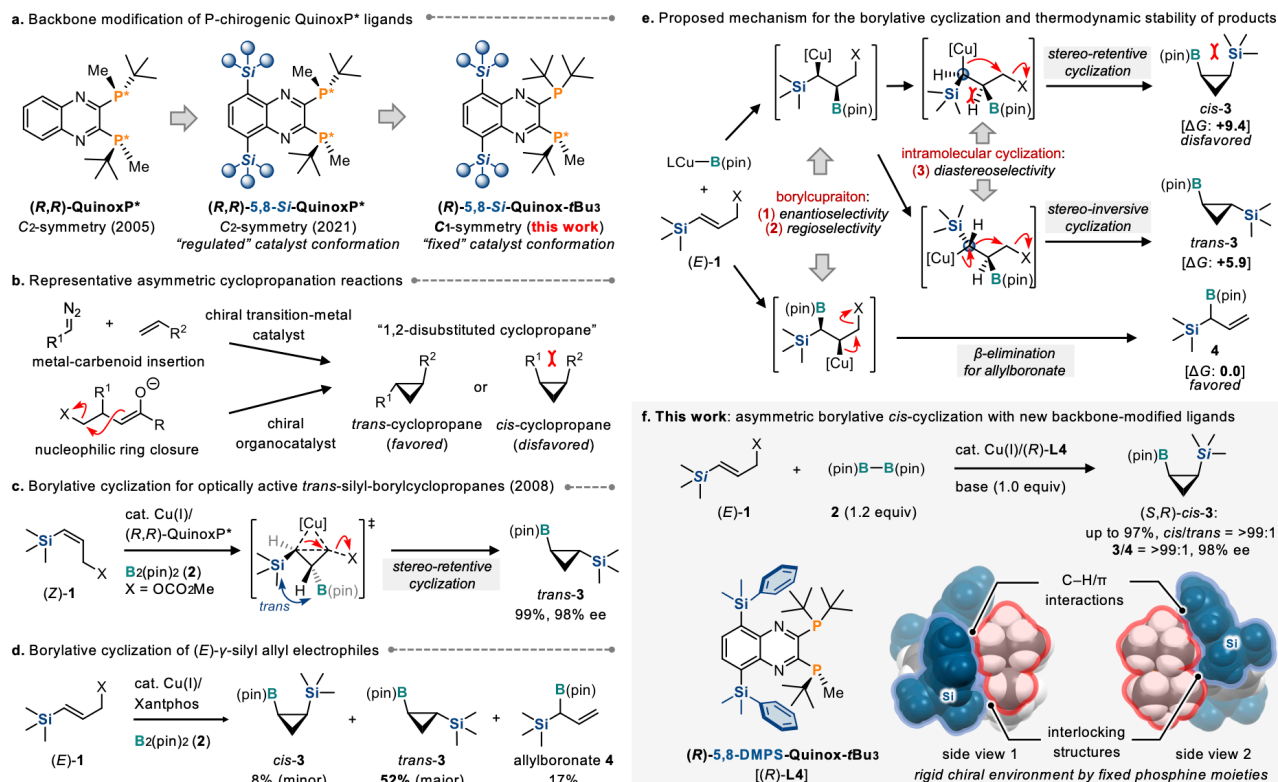 a. Backbone modification of P-chirogenic QuinoxP* ligands
Me
N
P*
N
P*
Me
(R,R)-QuinoxP*
C2-symmetry (2005)
Si
Me
N
P*
N
P*
Me
Si
(R,R)-5,8-Si-QuinoxP*
C2-symmetry (2021)
"regulated" catalyst conformation
Si
N
P
N
P*
Me
Si
(R)-5,8-Si-Quinox-tBu3
C1-symmetry (this work)
"fixed" catalyst conformation
b. Representative asymmetric cyclopropanation reactions
N2
R1
+
R2
metal-carbenoid insertion
chiral transition-metal
catalyst
X
R1
O⊖
R
nucleophilic ring closure
chiral
organocatalyst
"1,2-disubstituted cyclopropane"
R2
R1
trans-cyclopropane
(favored)
or
R1 R2
cis-cyclopropane
(disfavored)
c. Borylative cyclization for optically active trans-silyl-borylcyclopropanes (2008)
Si
X
(Z)-1
cat. Cu(I)/
(R,R)-QuinoxP*
B2(pin)2 (2)
X = OCO2Me
[Cu]
‡
H
X
Si
H
B(pin)
trans
stereo-retentive
cyclization
(pin)B
Si
trans-3
99%, 98% ee
d. Borylative cyclization of (E)-γ-silyl allyl electrophiles
X
Si
(E)-1
cat. Cu(I)/
Xantphos
B2(pin)2 (2)
(pin)B
Si
cis-3
8% (minor)
+
(pin)B
Si
trans-3
52% (major)
+
B(pin)
Si
allylboronate 4
17%
e. Proposed mechanism for the borylative cyclization and thermodynamic stability of products
LCu—B(pin)
+
X
Si
(E)-1
[Cu]
X
Si
B(pin)
[Cu]
H
Si
H
X
B(pin)
stereo-retentive
cyclization
(pin)B
Si
cis-3
[ΔG: +9.4]
disfavored
borylcupraiton:
(1) enantioselectivity
(2) regioselectivity
intramolecular cyclization:
(3) diastereoselectivity
Si
H
[Cu]
X
H
B(pin)
stereo-inversive
cyclization
(pin)B
Si
trans-3
[ΔG: +5.9]
(pin)B
X
Si
[Cu]
β-elimination
for allylboronate
B(pin)
Si
4
[ΔG: 0.0]
favored
f. This work: asymmetric borylative cis-cyclization with new backbone-modified ligands
X
Si
(E)-1
+
(pin)B—B(pin)
2 (1.2 equiv)
cat. Cu(I)/(R)-L4
base (1.0 equiv)
(pin)B
Si
(S,R)-cis-3:
up to 97%, cis/trans = >99:1
3/4 = >99:1, 98% ee
Si
N
P
N
P
Me
Si
(R)-5,8-DMPS-Quinox-tBu3
[(R)-L4]
C–H/π
interactions
Si
Si
interlocking
structures
side view 1
side view 2
rigid chiral environment by fixed phosphine moieties